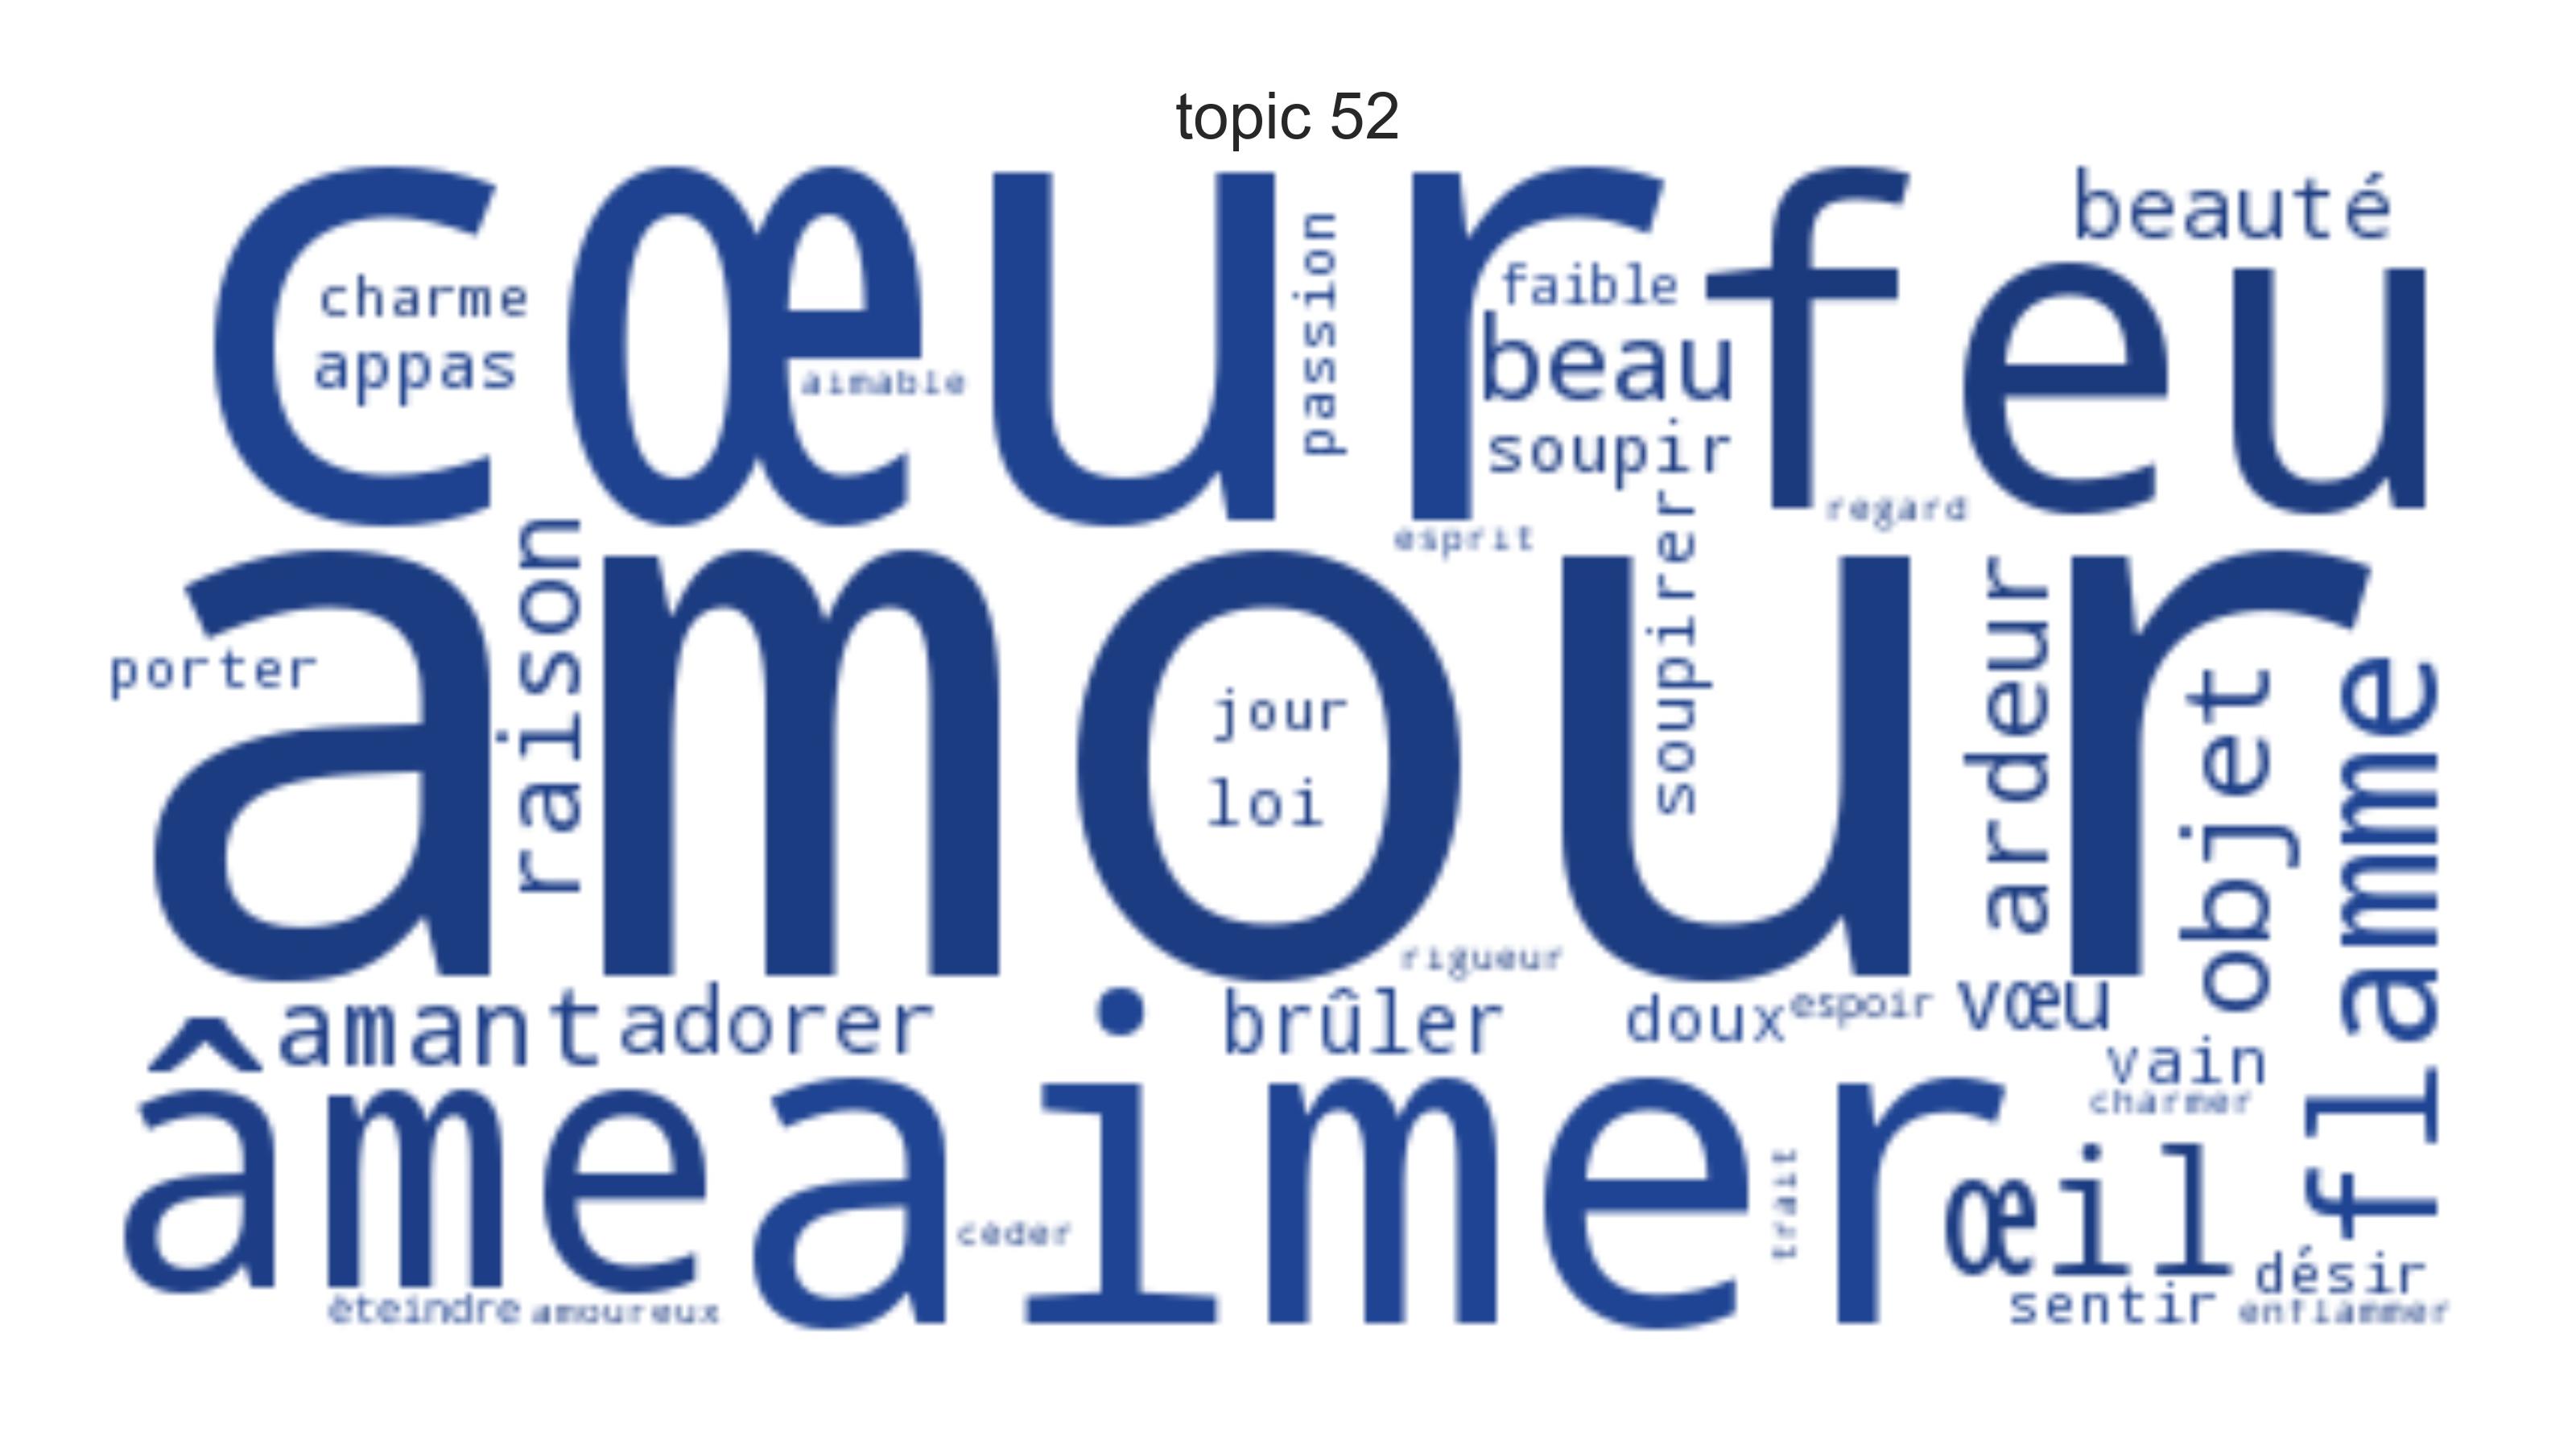 topic 52
cœur
feu
beauté
charme
appas
aimable
passion
faible
beau
soupir
regard
esprit
soupirer
amour
raison
porter
jour
loi
ardeur
objet
flamme
rigueur
amant
adorer
brûler
doux
espoir
vœu
vain
charmer
âme
aimer
céder
trait
œil
désir
sentir
enflammer
éteindre
amoureux